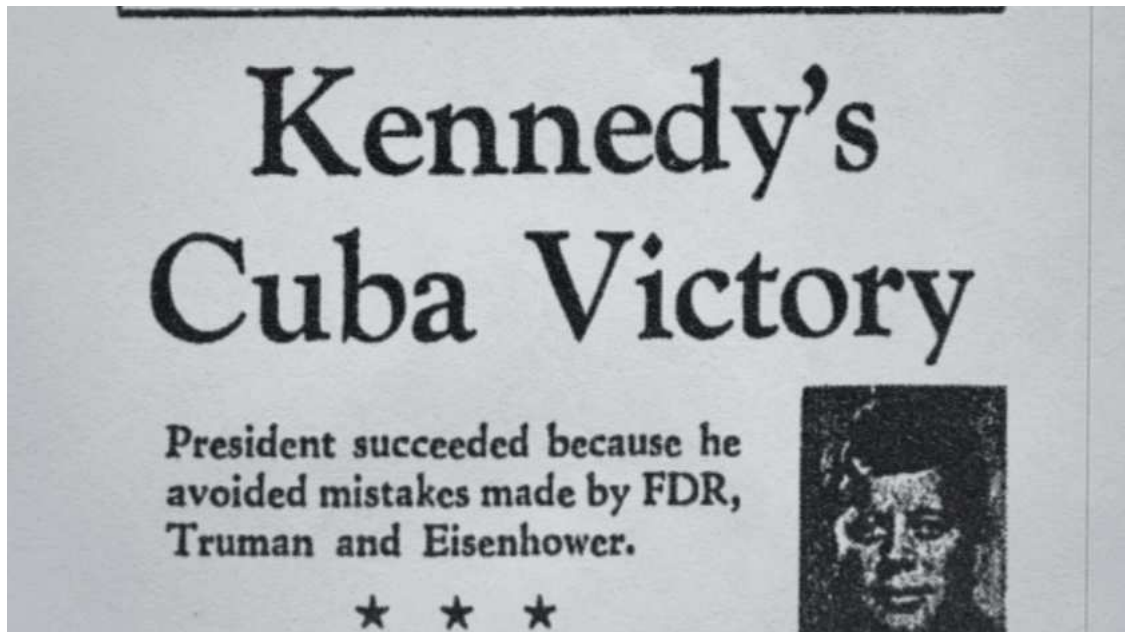 Kennedy's
Cuba Victory
President succeeded because he
avoided mistakes made by FDR,
Truman and Eisenhower.
★ ★ ★